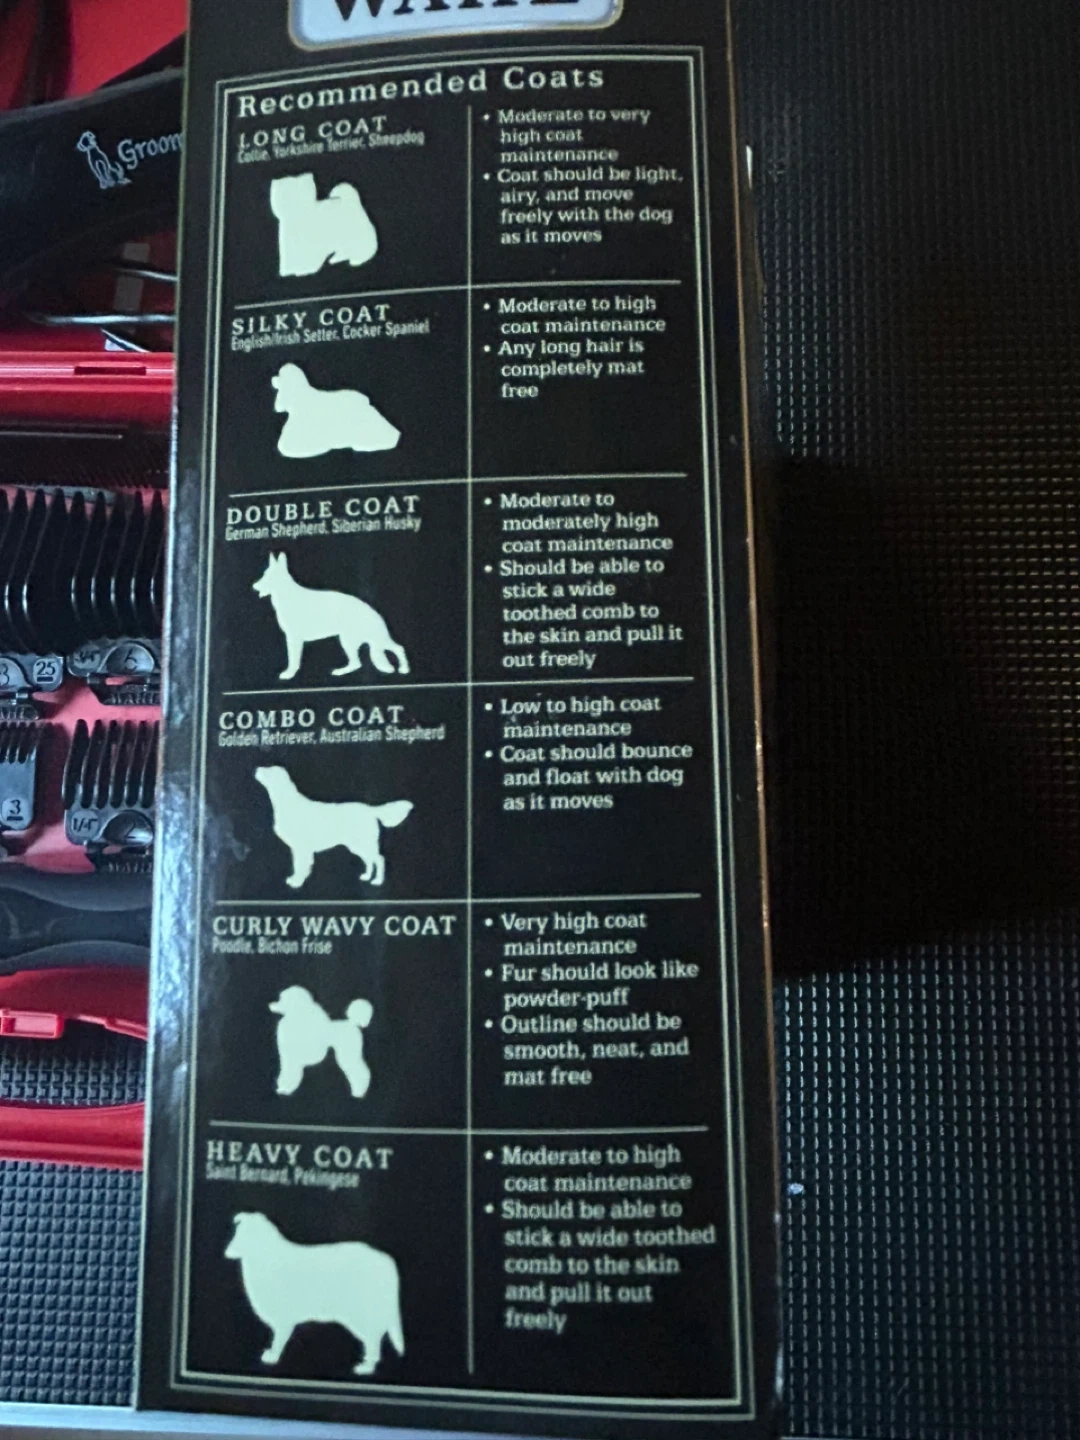 WAHL
Recommended Coats
LONG COAT
Collie, Yorkshire Terrier, Sheepdog
• Moderate to very
high coat
maintenance
• Coat should be light,
airy, and move
freely with the dog
as it moves
SILKY COAT
English/Irish Setter, Cocker Spaniel
• Moderate to high
coat maintenance
• Any long hair is
completely mat
free
DOUBLE COAT
German Shepherd, Siberian Husky
• Moderate to
moderately high
coat maintenance
• Should be able to
stick a wide
toothed comb to
the skin and pull it
out freely
COMBO COAT
Golden Retriever, Australian Shepherd
• Low to high coat
maintenance
• Coat should bounce
and float with dog
as it moves
CURLY WAVY COAT
Poodle, Bichon Frise
• Very high coat
maintenance
• Fur should look like
powder-puff
• Outline should be
smooth, neat, and
mat free
HEAVY COAT
Saint Bernard, Pekingese
• Moderate to high
coat maintenance
• Should be able to
stick a wide toothed
comb to the skin
and pull it out
freely
Groom
25
3
1/4"
2